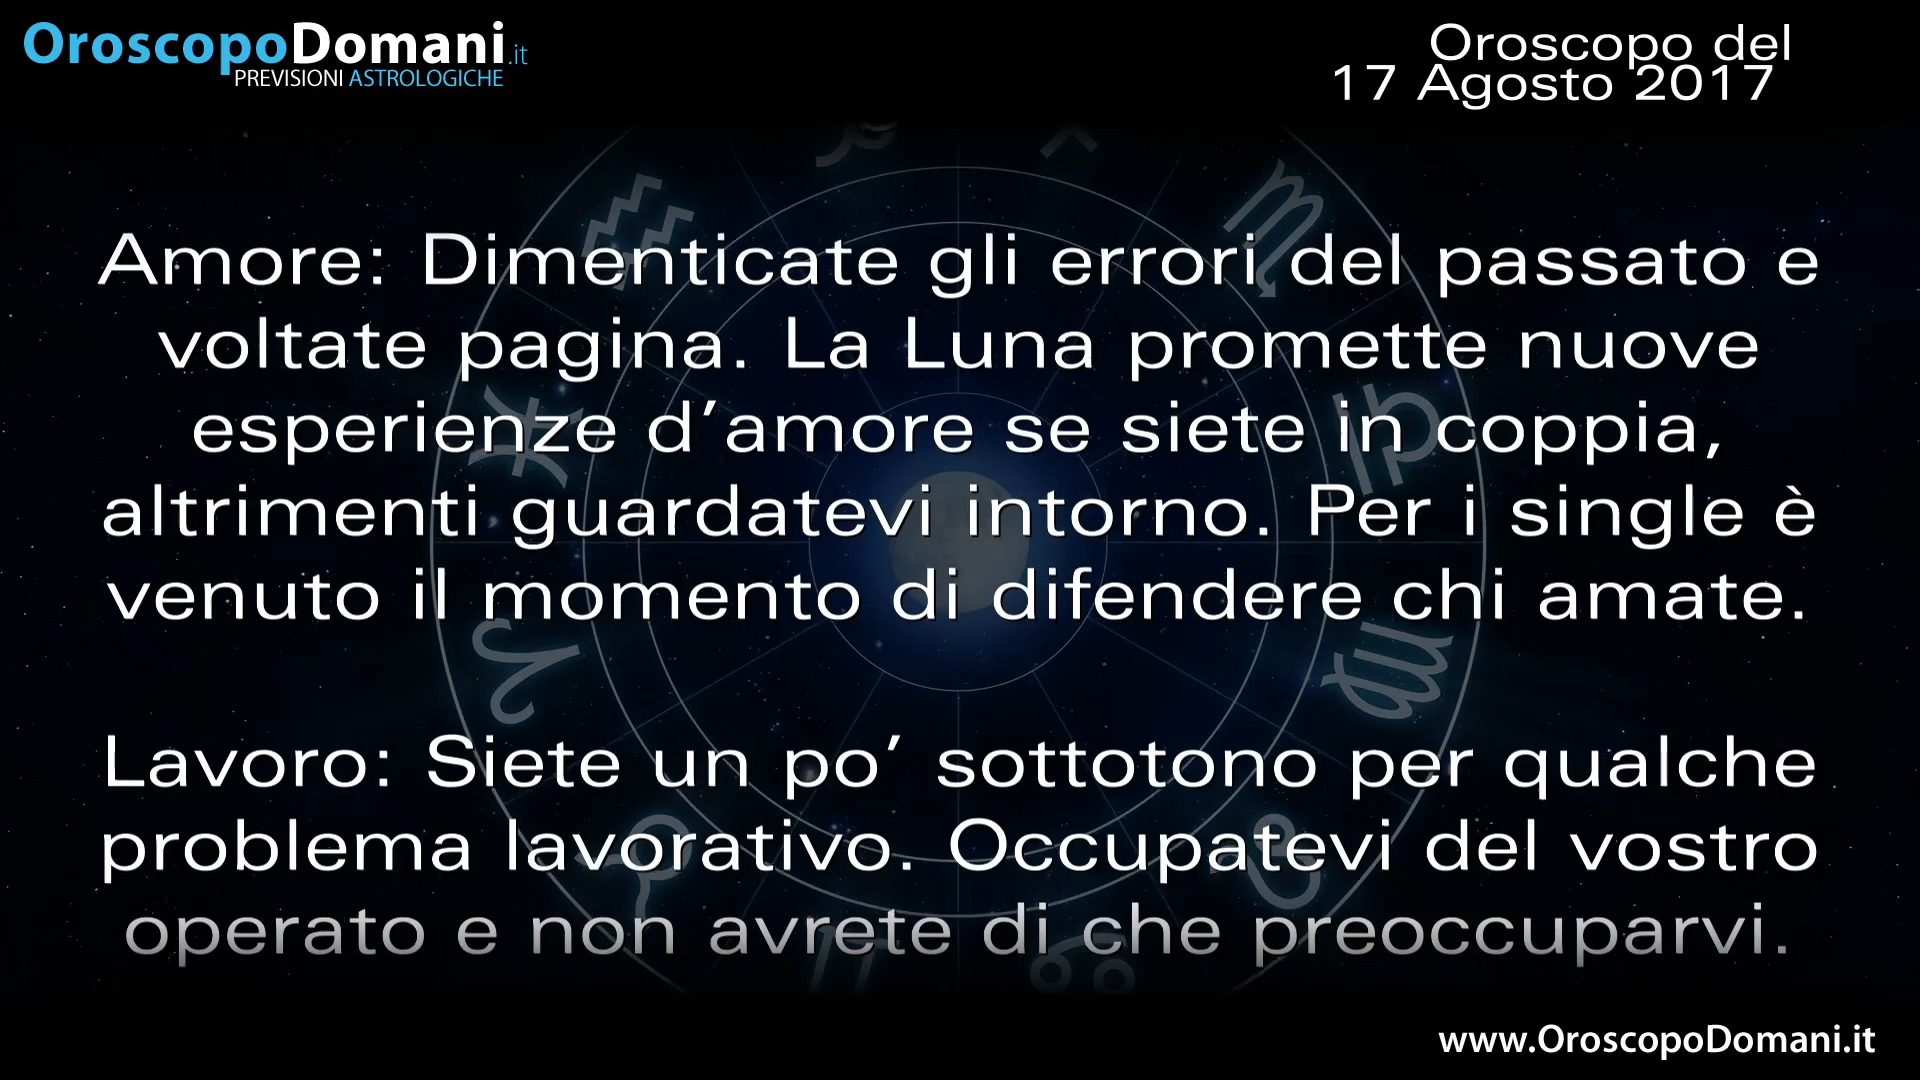 OroscopoDomani.it
PREVISIONI ASTROLOGICHE
Oroscopo del
17 Agosto 2017
Amore: Dimenticate gli errori del passato e
voltate pagina. La Luna promette nuove
esperienze d’amore se siete in coppia,
altrimenti guardatevi intorno. Per i single è
venuto il momento di difendere chi amate.
Lavoro: Siete un po’ sottotono per qualche
problema lavorativo. Occupatevi del vostro
operato e non avrete di che preoccuparvi.
www.OroscopoDomani.it